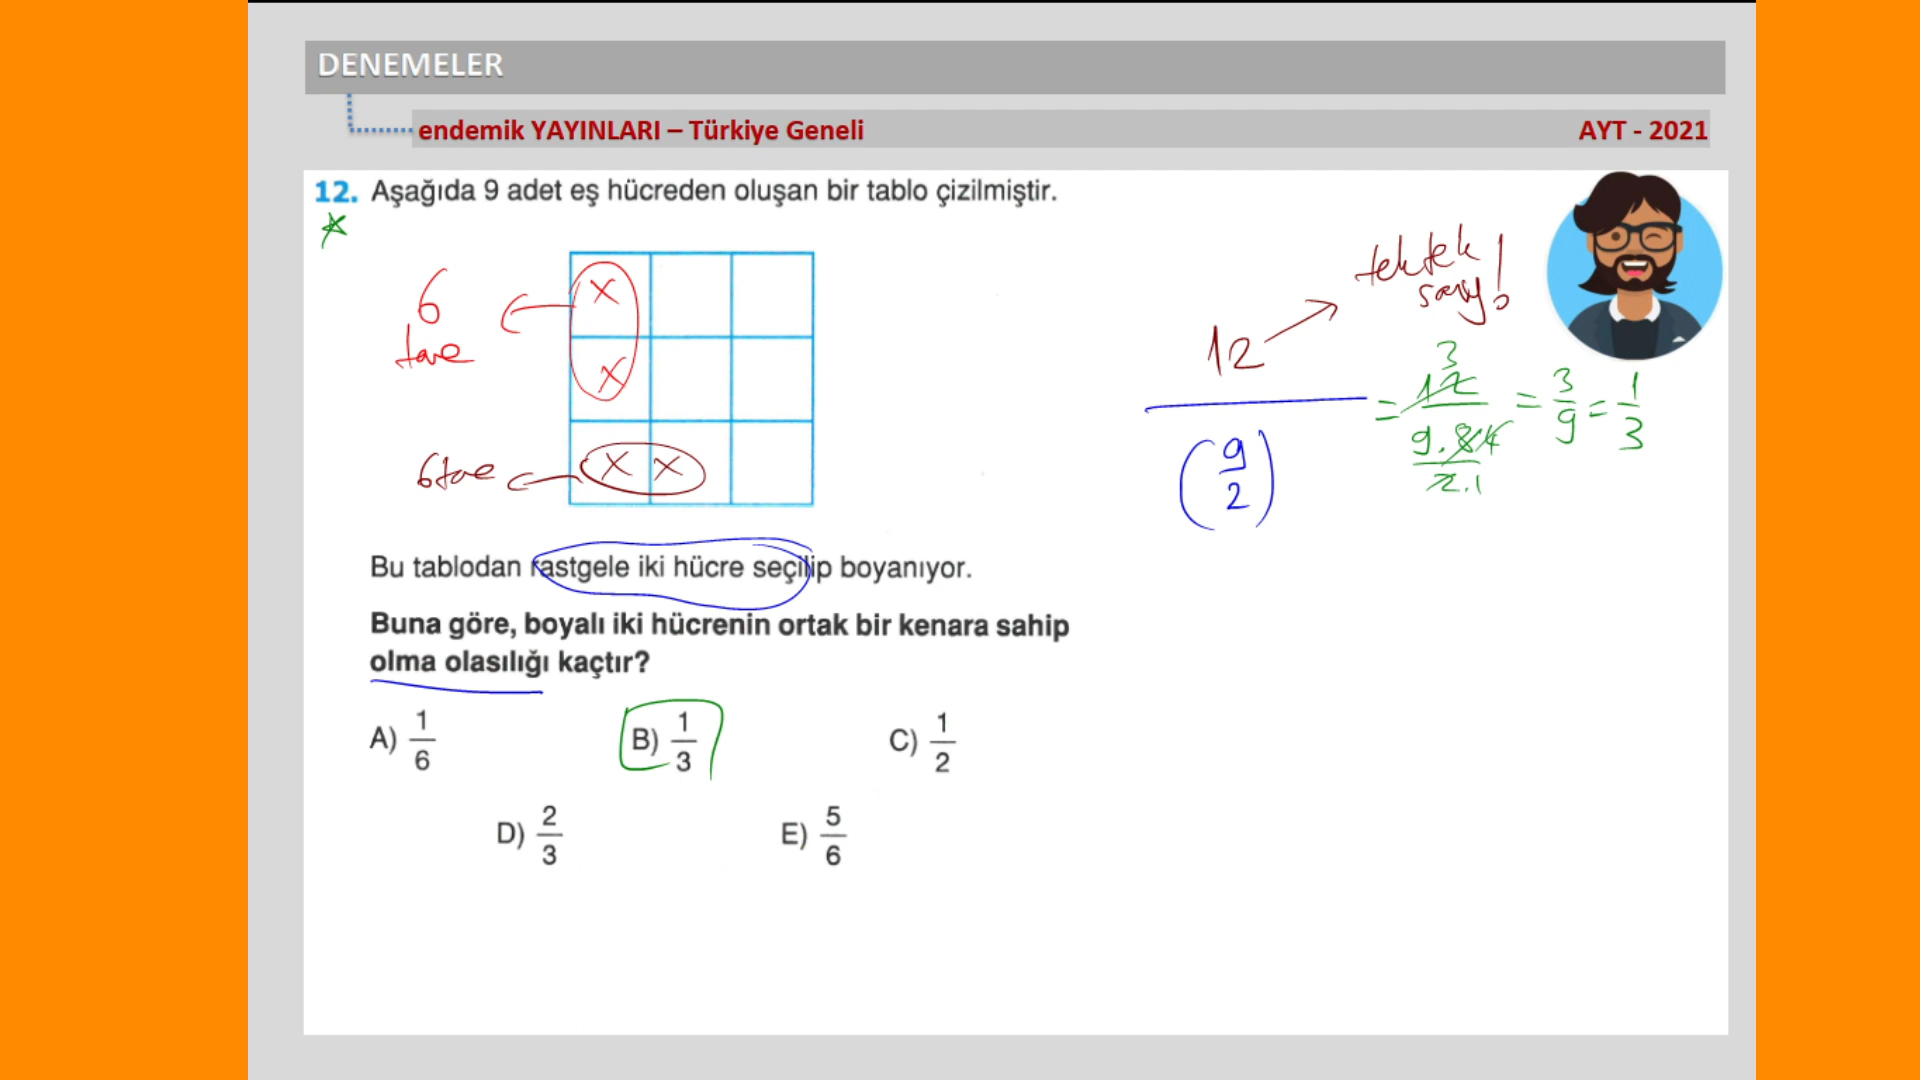 DENEMELER
endemik YAYINLARI – Türkiye Geneli
AYT - 2021
12. Aşağıda 9 adet eş hücreden oluşan bir tablo çizilmiştir.
6 tane
x
x
6 tane
x x
Bu tablodan rastgele iki hücre seçilip boyanıyor.
Buna göre, boyalı iki hücrenin ortak bir kenara sahip
olma olasılığı kaçtır?
A) 1/6
B) 1/3
C) 1/2
D) 2/3
E) 5/6
tek tek
say!
12
(9 2)
= 12 3 / 9.8 4 / 2.1 = 3/9 = 1/3